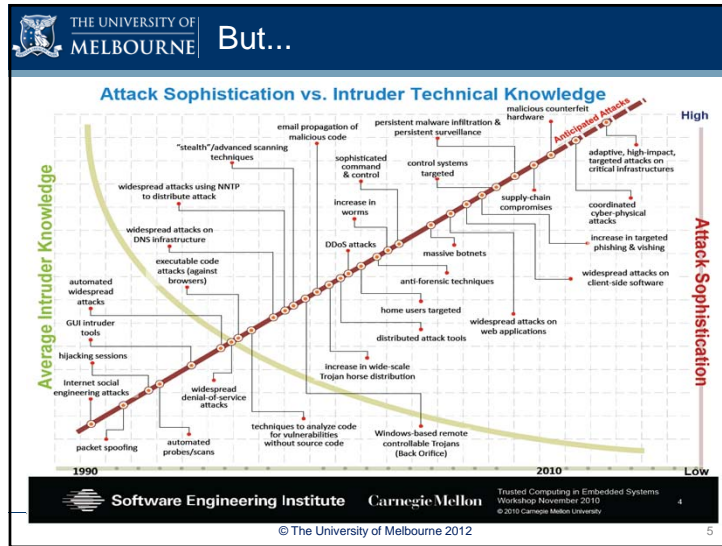 THE UNIVERSITY OF
MELBOURNE
But...
Attack Sophistication vs. Intruder Technical Knowledge
High
Anticipated Attacks
malicious counterfeit
hardware
persistent malware infiltration &
persistent surveillance
email propagation of
malicious code
"stealth"/advanced scanning
techniques
adaptive, high-impact,
targeted attacks on
critical infrastructures
sophisticated
command
& control
control systems
targeted
widespread attacks using NNTP
to distribute attack
supply-chain
compromises
coordinated
cyber-physical
attacks
increase in
worms
widespread attacks on
DNS infrastructure
DDoS attacks
massive botnets
increase in targeted
phishing & vishing
executable code
attacks (against
browsers)
anti-forensic techniques
widespread attacks on
client-side software
automated
widespread
attacks
home users targeted
GUI intruder
tools
widespread attacks on
web applications
distributed attack tools
hijacking sessions
increase in wide-scale
Trojan horse distribution
Internet social
engineering attacks
widespread
denial-of-service
attacks
techniques to analyze code
for vulnerabilities
without source code
Windows-based remote
controllable Trojans
(Back Orifice)
packet spoofing
automated
probes/scans
Average Intruder Knowledge
Attack Sophistication
1990
2010
Low
Software Engineering Institute
Carnegie Mellon
Trusted Computing in Embedded Systems
Workshop November 2010
© 2010 Carnegie Mellon University
4
© The University of Melbourne 2012
5